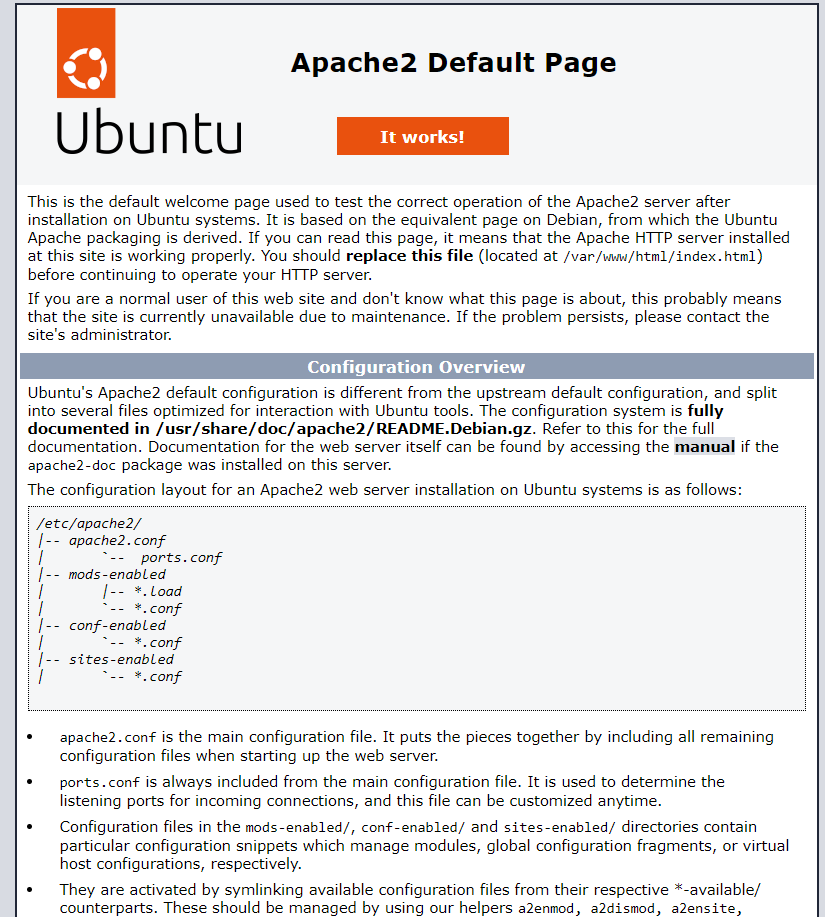 Apache2 Default Page
Ubuntu
It works!
This is the default welcome page used to test the correct operation of the Apache2 server after
installation on Ubuntu systems. It is based on the equivalent page on Debian, from which the Ubuntu
Apache packaging is derived. If you can read this page, it means that the Apache HTTP server installed
at this site is working properly. You should replace this file (located at /var/www/html/index.html)
before continuing to operate your HTTP server.
If you are a normal user of this web site and don't know what this page is about, this probably means
that the site is currently unavailable due to maintenance. If the problem persists, please contact the
site's administrator.
Configuration Overview
Ubuntu's Apache2 default configuration is different from the upstream default configuration, and split
into several files optimized for interaction with Ubuntu tools. The configuration system is fully
documented in /usr/share/doc/apache2/README.Debian.gz. Refer to this for the full
documentation. Documentation for the web server itself can be found by accessing the manual if the
apache2-doc package was installed on this server.
The configuration layout for an Apache2 web server installation on Ubuntu systems is as follows:
/etc/apache2/
|-- apache2.conf
|       `--  ports.conf
|-- mods-enabled
|       |-- *.load
|       `-- *.conf
|-- conf-enabled
|       `-- *.conf
|-- sites-enabled
|       `-- *.conf
• apache2.conf is the main configuration file. It puts the pieces together by including all remaining
configuration files when starting up the web server.
• ports.conf is always included from the main configuration file. It is used to determine the
listening ports for incoming connections, and this file can be customized anytime.
• Configuration files in the mods-enabled/, conf-enabled/ and sites-enabled/ directories contain
particular configuration snippets which manage modules, global configuration fragments, or virtual
host configurations, respectively.
• They are activated by symlinking available configuration files from their respective *-available/
counterparts. These should be managed by using our helpers a2enmod, a2dismod, a2ensite,